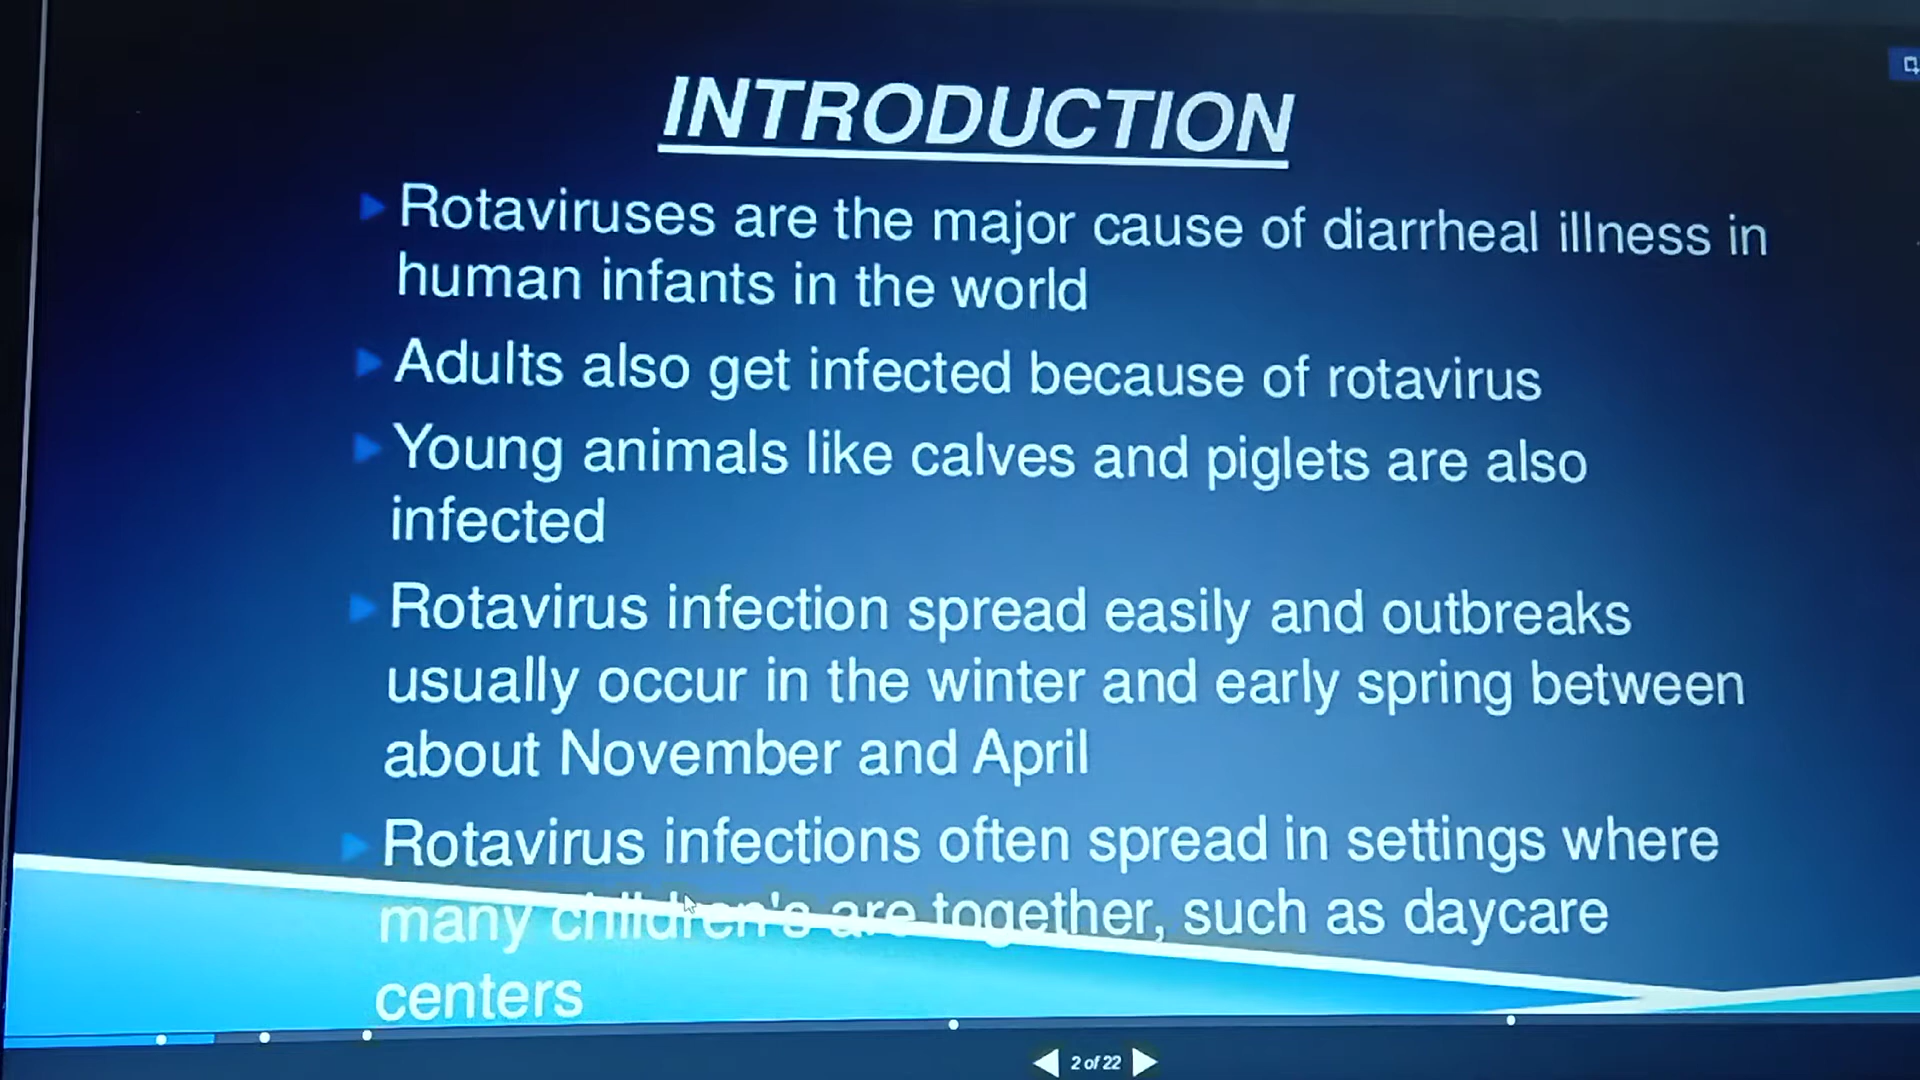 INTRODUCTION
Rotaviruses are the major cause of diarrheal illness in
human infants in the world
Adults also get infected because of rotavirus
Young animals like calves and piglets are also
infected
Rotavirus infection spread easily and outbreaks
usually occur in the winter and early spring between
about November and April
Rotavirus infections often spread in settings where
many children's are together, such as daycare
centers
2 of 22